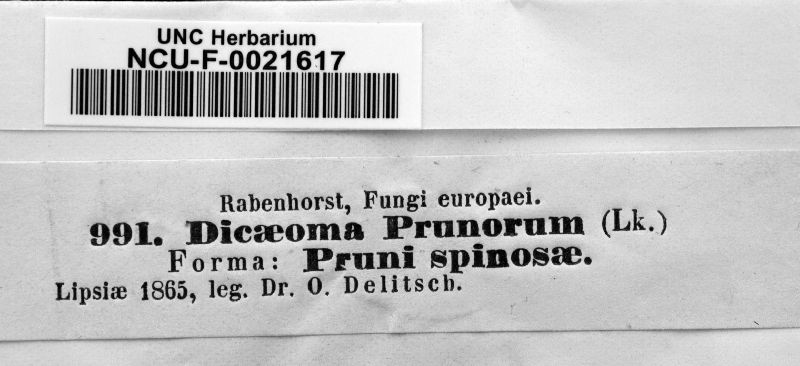 UNC Herbarium
NCU-F-0021617
Rabenhorst, Fungi europaei.
991. Dicæoma Prunorum (Lk.)
Forma: Pruni spinosæ.
Lipsiæ 1865, leg. Dr. O. Delitsch.